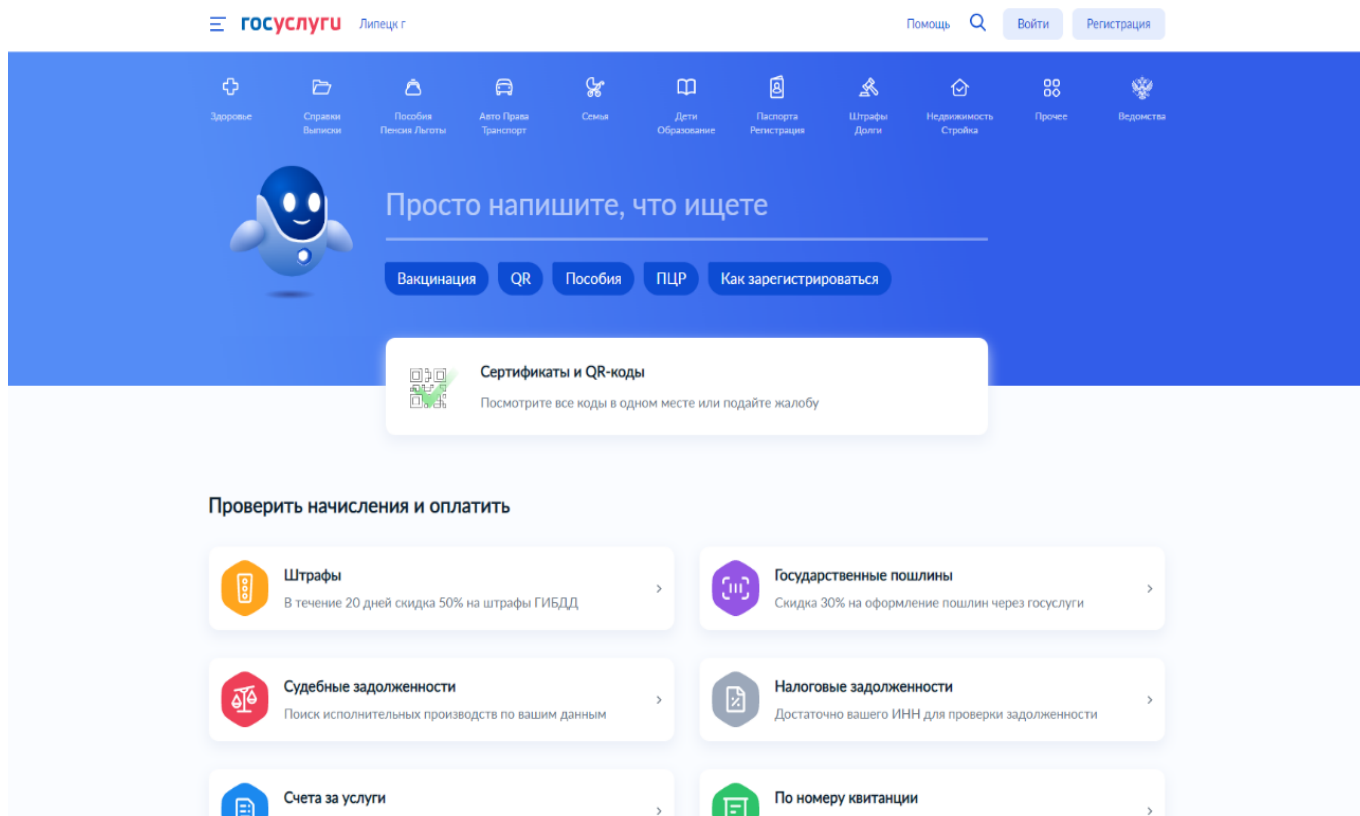 госуслуги Липецк г Помощь Войти Регистрация
Здоровье
Справки
Выписки
Пособия
Пенсия Льготы
Авто Права
Транспорт
Семья
Дети
Образование
Паспорта
Регистрация
Штрафы
Долги
Недвижимость
Стройка
Прочее
Ведомства
Просто напишите, что ищете
Вакцинация QR Пособия ПЦР Как зарегистрироваться
Сертификаты и QR-коды
Посмотрите все коды в одном месте или подайте жалобу
Проверить начисления и оплатить
Штрафы
В течение 20 дней скидка 50% на штрафы ГИБДД
Государственные пошлины
Скидка 30% на оформление пошлин через госуслуги
Судебные задолженности
Поиск исполнительных производств по вашим данным
Налоговые задолженности
Достаточно вашего ИНН для проверки задолженности
Счета за услуги
По номеру квитанции